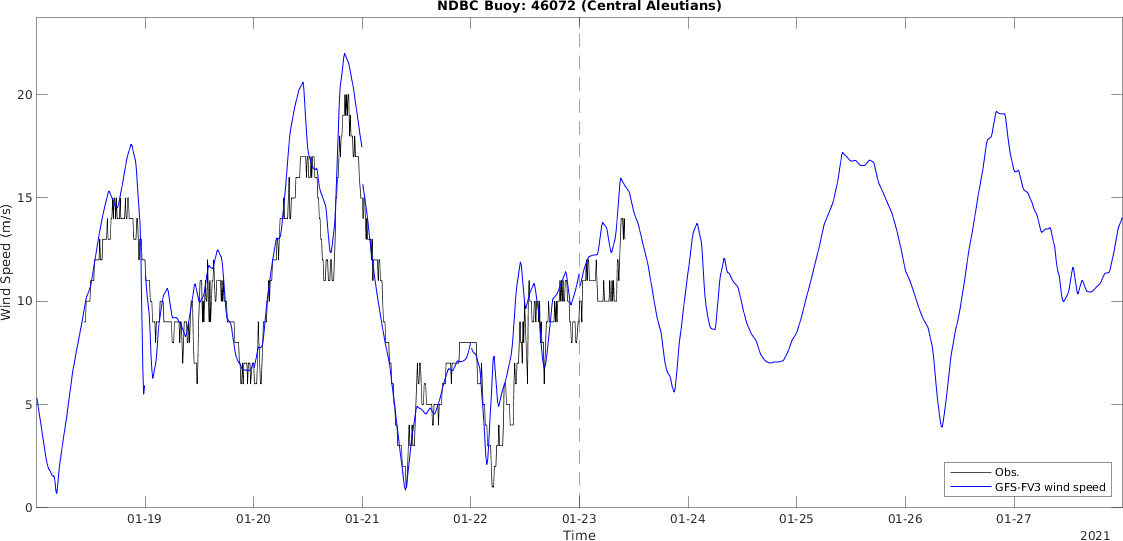 NDBC Buoy: 46072 (Central Aleutians)
Wind Speed (m/s)
20
15
10
5
0
01-19 01-20 01-21 01-22 01-23 01-24 01-25 01-26 01-27
Time
2021
Obs.
GFS-FV3 wind speed